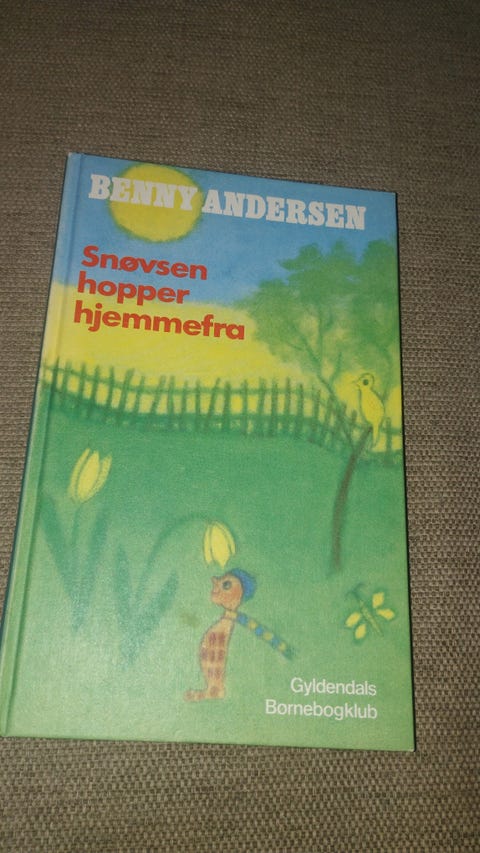 BENNY ANDERSEN
Snøvsen
hopper
hjemmefra
Gyldendals
Børnebogklub